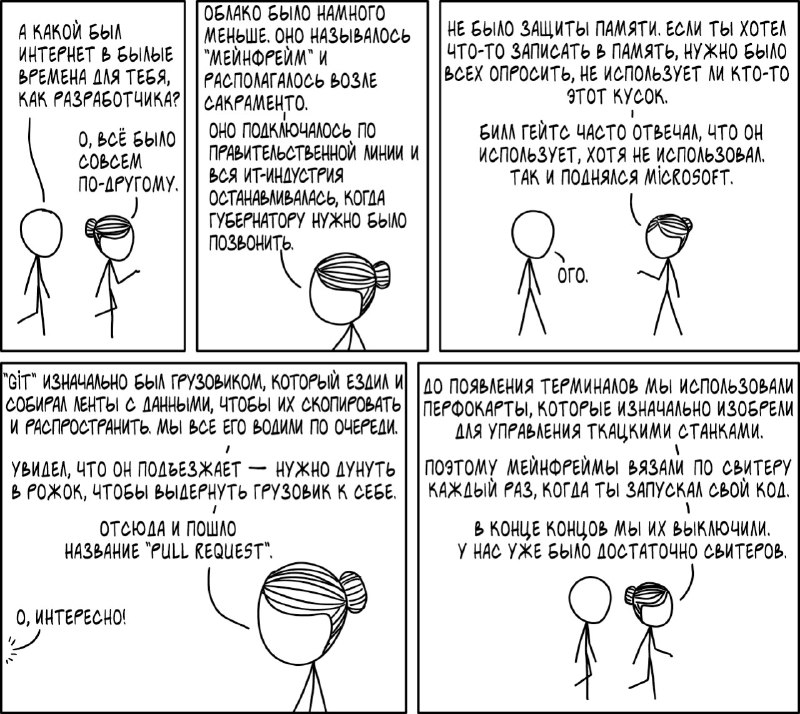 А КАКОЙ БЫЛ
ИНТЕРНЕТ В БЫЛЫЕ
ВРЕМЕНА ДЛЯ ТЕБЯ,
КАК РАЗРАБОТЧИКА?
О, ВСЁ БЫЛО
СОВСЕМ
ПО-ДРУГОМУ.
ОБЛАКО БЫЛО НАМНОГО
МЕНЬШЕ. ОНО НАЗЫВАЛОСЬ
"МЕЙНФРЕЙМ" И
РАСПОЛАГАЛОСЬ ВОЗЛЕ
САКРАМЕНТО.
ОНО ПОДКЛЮЧАЛОСЬ ПО
ПРАВИТЕЛЬСТВЕННОЙ ЛИНИИ И
ВСЯ ИТ-ИНДУСТРИЯ
ОСТАНАВЛИВАЛАСЬ, КОГДА
ГУБЕРНАТОРУ НУЖНО БЫЛО
ПОЗВОНИТЬ.
НЕ БЫЛО ЗАЩИТЫ ПАМЯТИ. ЕСЛИ ТЫ ХОТЕЛ
ЧТО-ТО ЗАПИСАТЬ В ПАМЯТЬ, НУЖНО БЫЛО
ВСЕХ ОПРОСИТЬ, НЕ ИСПОЛЬЗУЕТ ЛИ КТО-ТО
ЭТОТ КУСОК.
БИЛЛ ГЕЙТС ЧАСТО ОТВЕЧАЛ, ЧТО ОН
ИСПОЛЬЗУЕТ, ХОТЯ НЕ ИСПОЛЬЗОВАЛ.
ТАК И ПОДНЯЛСЯ MICROSOFT.
ОГО.
"GIT" ИЗНАЧАЛЬНО БЫЛ ГРУЗОВИКОМ, КОТОРЫЙ ЕЗДИЛ И
СОБИРАЛ ЛЕНТЫ С ДАННЫМИ, ЧТОБЫ ИХ СКОПИРОВАТЬ
И РАСПРОСТРАНИТЬ. МЫ ВСЕ ЕГО ВОДИЛИ ПО ОЧЕРЕДИ.
УВИДЕЛ, ЧТО ОН ПОДЪЕЗЖАЕТ — НУЖНО ДУНУТЬ
В РОЖОК, ЧТОБЫ ВЫДЕРНУТЬ ГРУЗОВИК К СЕБЕ.
ОТСЮДА И ПОШЛО
НАЗВАНИЕ "PULL REQUEST".
О, ИНТЕРЕСНО!
ДО ПОЯВЛЕНИЯ ТЕРМИНАЛОВ МЫ ИСПОЛЬЗОВАЛИ
ПЕРФОКАРТЫ, КОТОРЫЕ ИЗНАЧАЛЬНО ИЗОБРЕЛИ
ДЛЯ УПРАВЛЕНИЯ ТКАЦКИМИ СТАНКАМИ.
ПОЭТОМУ МЕЙНФРЕЙМЫ ВЯЗАЛИ ПО СВИТЕРУ
КАЖДЫЙ РАЗ, КОГДА ТЫ ЗАПУСКАЛ СВОЙ КОД.
В КОНЦЕ КОНЦОВ МЫ ИХ ВЫКЛЮЧИЛИ.
У НАС УЖЕ БЫЛО ДОСТАТОЧНО СВИТЕРОВ.